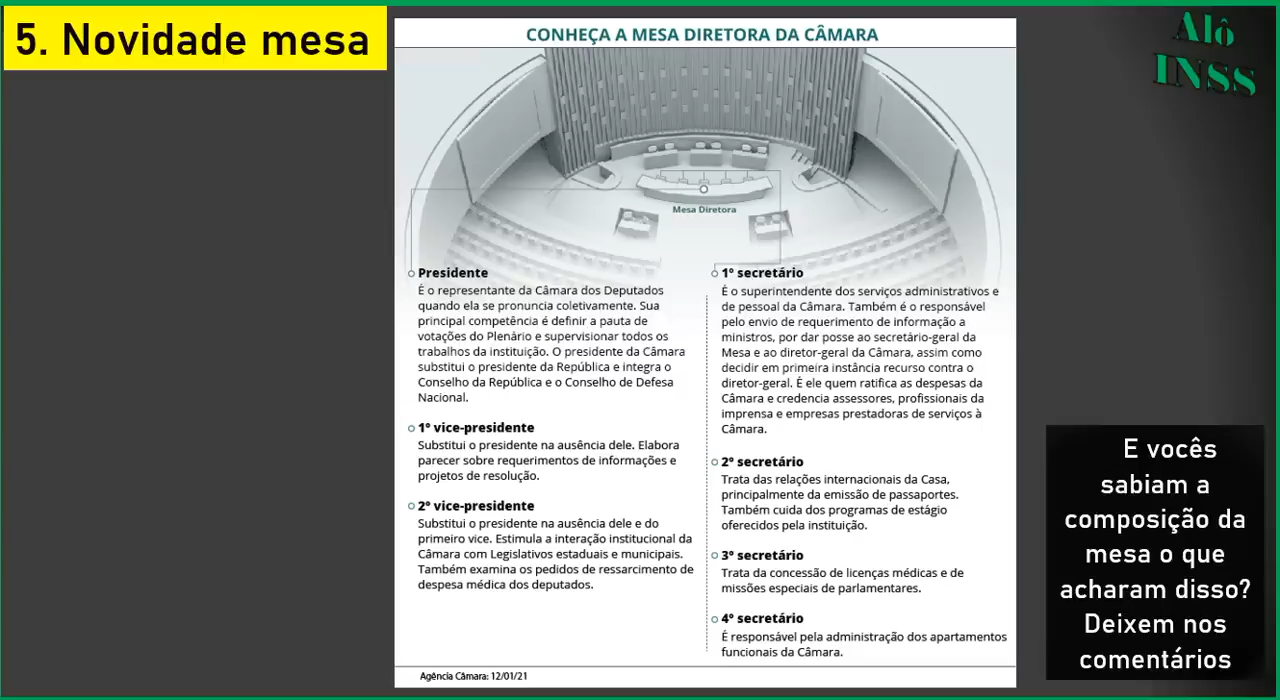 5. Novidade mesa
CONHEÇA A MESA DIRETORA DA CÂMARA
Alô
INSS
Mesa Diretora
Presidente
É o representante da Câmara dos Deputados
quando ela se pronuncia coletivamente. Sua
principal competência é definir a pauta de
votações do Plenário e supervisionar todos os
trabalhos da instituição. O presidente da Câmara
substitui o presidente da República e integra o
Conselho da República e o Conselho de Defesa
Nacional.
1º vice-presidente
Substitui o presidente na ausência dele. Elabora
parecer sobre requerimentos de informações e
projetos de resolução.
2º vice-presidente
Substitui o presidente na ausência dele e do
primeiro vice. Estimula a interação institucional da
Câmara com Legislativos estaduais e municipais.
Também examina os pedidos de ressarcimento de
despesa médica dos deputados.
1º secretário
É o superintendente dos serviços administrativos e
de pessoal da Câmara. Também é o responsável
pelo envio de requerimento de informação a
ministros, por dar posse ao secretário-geral da
Mesa e ao diretor-geral da Câmara, assim como
decidir em primeira instância recurso contra o
diretor-geral. É ele quem ratifica as despesas da
Câmara e credencia assessores, profissionais da
imprensa e empresas prestadoras de serviços à
Câmara.
2º secretário
Trata das relações internacionais da Casa,
principalmente da emissão de passaportes.
Também cuida dos programas de estágio
oferecidos pela instituição.
3º secretário
Trata da concessão de licenças médicas e de
missões especiais de parlamentares.
4º secretário
É responsável pela administração dos apartamentos
funcionais da Câmara.
Agência Câmara: 12/01/21
E vocês
sabiam a
composição da
mesa o que
acharam disso?
Deixem nos
comentários